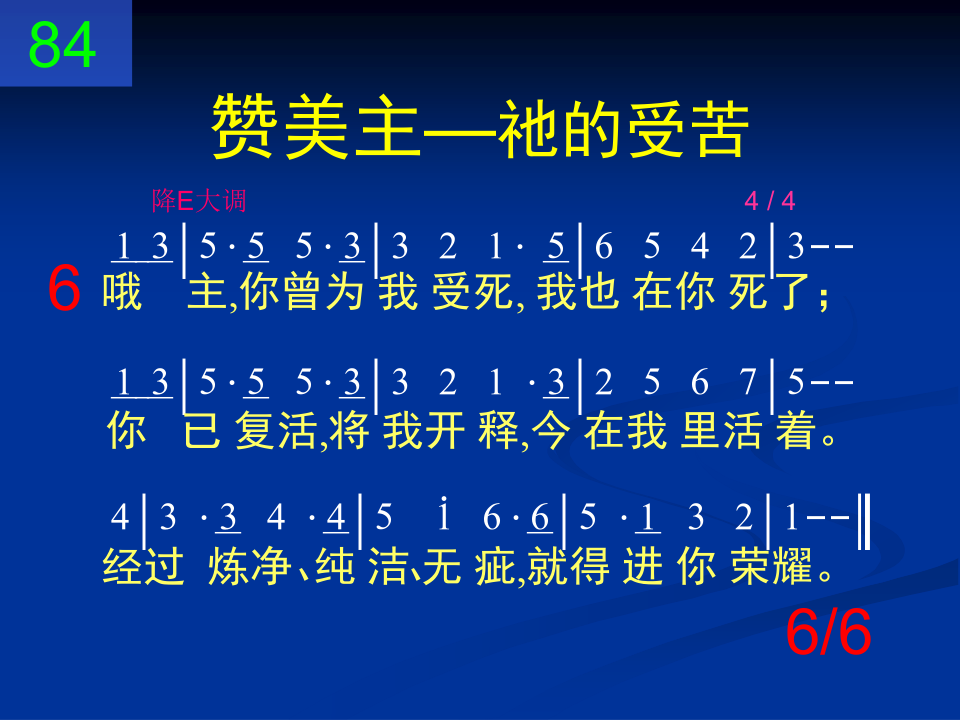 84
赞美主—祂的受苦
降E大调 4 / 4
1 3│5 · 5 5 · 3│3 2 1 · 5│6 5 4 2│3--
6
哦 主,你曾为 我 受死, 我也 在你 死了；
1 3│5 · 5 5 · 3│3 2 1 · 3│2 5 6 7│5--
你 已 复活,将 我开 释,今 在我 里活 着。
4│3 · 3 4 · 4│5 i 6 · 6│5 · 1 3 2│1--‖
经过 炼净、纯 洁、无 疵,就得 进 你 荣耀。
6/6